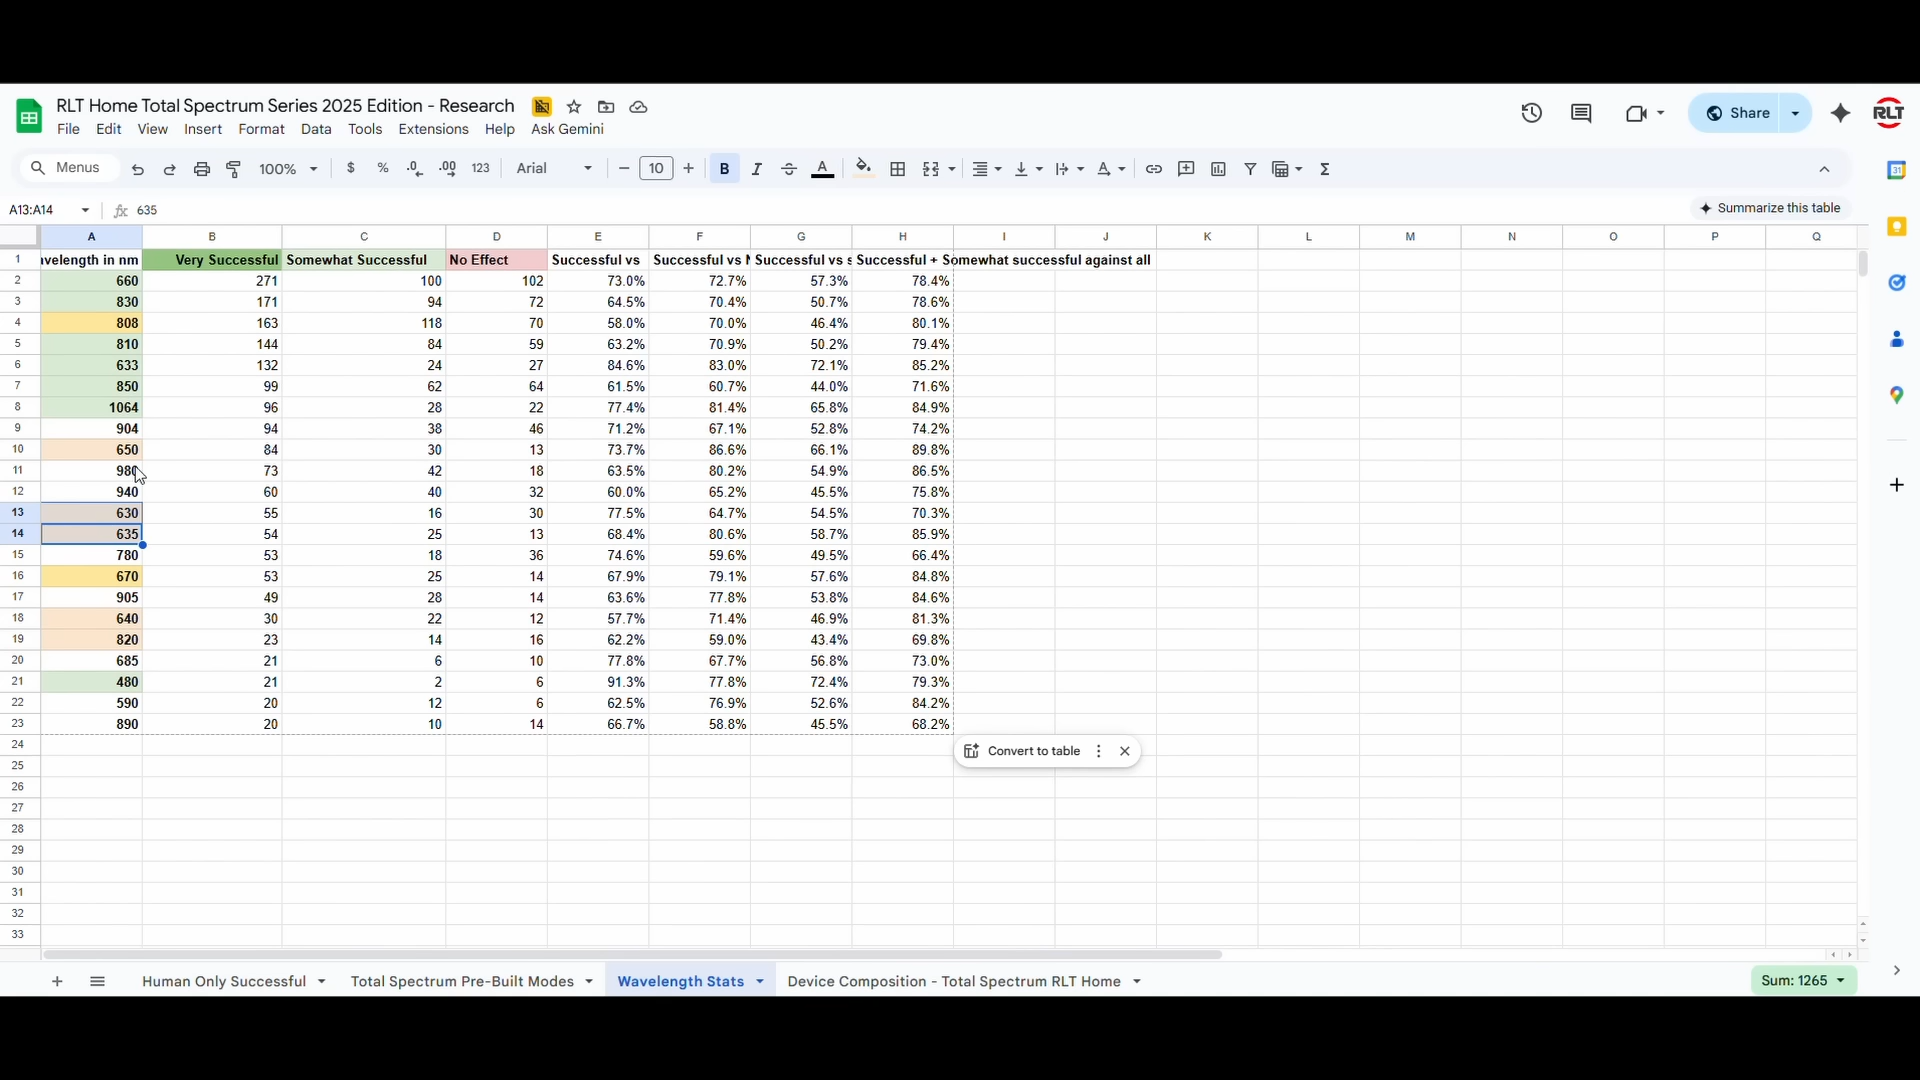 RLT Home Total Spectrum Series 2025 Edition - Research
File Edit View Insert Format Data Tools Extensions Help Ask Gemini
Share
RLT
Menus 100% $ % .0 .00 123 Arial 10 B I A Σ
31
A13:A14 fx 635
Summarize this table
A B C D E F G H I J K L M N O P Q
1 velength in nm Very Successful Somewhat Successful No Effect Successful vs Successful vs N Successful vs s Successful + Somewhat successful against all
2 660 271 100 102 73.0% 72.7% 57.3% 78.4%
3 830 171 94 72 64.5% 70.4% 50.7% 78.6%
4 808 163 118 70 58.0% 70.0% 46.4% 80.1%
5 810 144 84 59 63.2% 70.9% 50.2% 79.4%
6 633 132 24 27 84.6% 83.0% 72.1% 85.2%
7 850 99 62 64 61.5% 60.7% 44.0% 71.6%
8 1064 96 28 22 77.4% 81.4% 65.8% 84.9%
9 904 94 38 46 71.2% 67.1% 52.8% 74.2%
10 650 84 30 13 73.7% 86.6% 66.1% 89.8%
11 980 73 42 18 63.5% 80.2% 54.9% 86.5%
12 940 60 40 32 60.0% 65.2% 45.5% 75.8%
13 630 55 16 30 77.5% 64.7% 54.5% 70.3%
14 635 54 25 13 68.4% 80.6% 58.7% 85.9%
15 780 53 18 36 74.6% 59.6% 49.5% 66.4%
16 670 53 25 14 67.9% 79.1% 57.6% 84.8%
17 905 49 28 14 63.6% 77.8% 53.8% 84.6%
18 640 30 22 12 57.7% 71.4% 46.9% 81.3%
19 820 23 14 16 62.2% 59.0% 43.4% 69.8%
20 685 21 6 10 77.8% 67.7% 56.8% 73.0%
21 480 21 2 6 91.3% 77.8% 72.4% 79.3%
22 590 20 12 6 62.5% 76.9% 52.6% 84.2%
23 890 20 10 14 66.7% 58.8% 45.5% 68.2%
24
Convert to table
25
26
27
28
29
30
31
32
33
Human Only Successful Total Spectrum Pre-Built Modes Wavelength Stats Device Composition - Total Spectrum RLT Home Sum: 1265